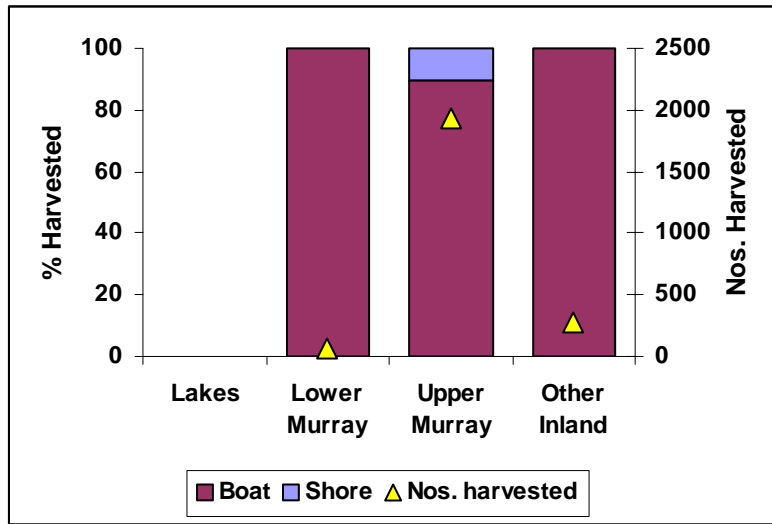 % Harvested
100
80
60
40
20
0
2500
2000
1500
1000
500
0
Nos. Harvested
Lakes
Lower Murray
Upper Murray
Other Inland
Boat Shore Nos. harvested